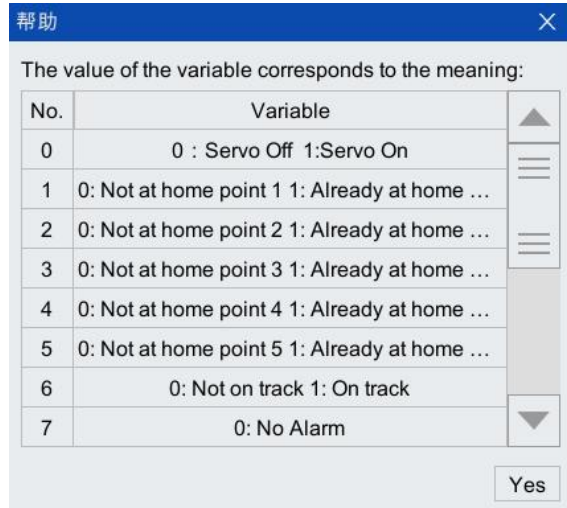 帮助
The value of the variable corresponds to the meaning:
No. Variable
0 0 : Servo Off 1:Servo On
1 0: Not at home point 1 1: Already at home …
2 0: Not at home point 2 1: Already at home …
3 0: Not at home point 3 1: Already at home …
4 0: Not at home point 4 1: Already at home …
5 0: Not at home point 5 1: Already at home …
6 0: Not on track 1: On track
7 0: No Alarm
Yes